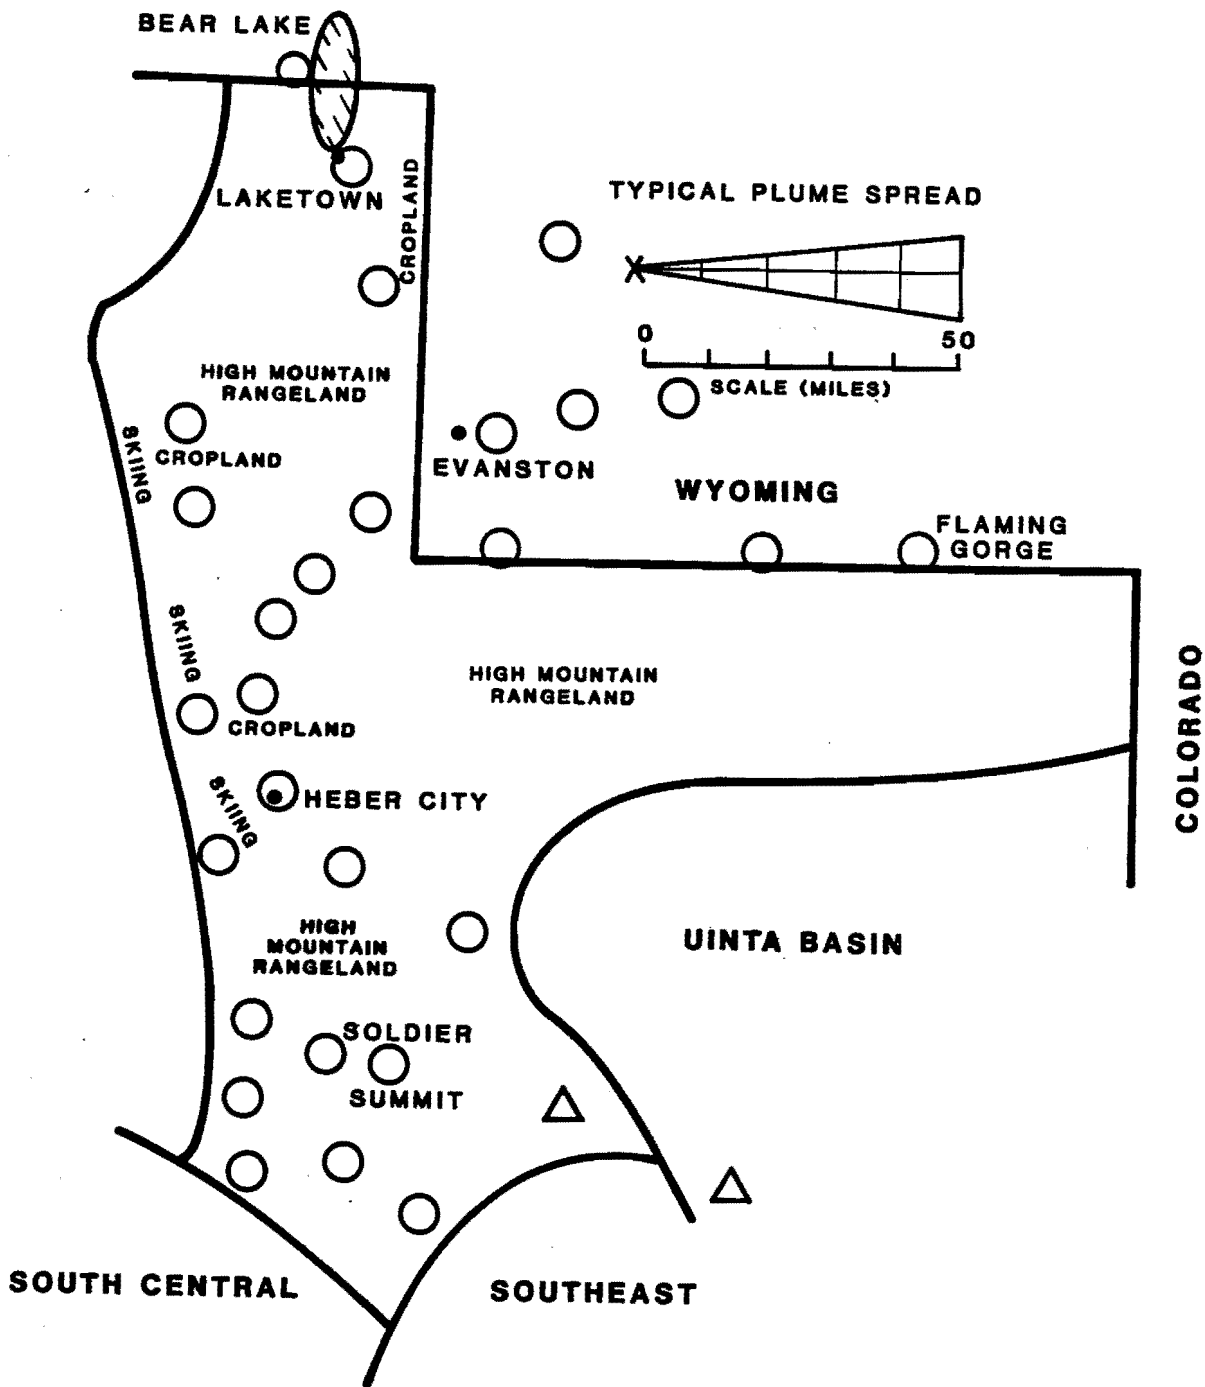 BEAR LAKE
LAKETOWN
CROPLAND
TYPICAL PLUME SPREAD
X
0
50
SCALE (MILES)
HIGH MOUNTAIN
RANGELAND
SKIING
CROPLAND
EVANSTON
WYOMING
FLAMING
GORGE
SKIING
HIGH MOUNTAIN
RANGELAND
COLORADO
CROPLAND
SKIING
HEBER CITY
HIGH
MOUNTAIN
RANGELAND
UINTA BASIN
SOLDIER
SUMMIT
SOUTH CENTRAL
SOUTHEAST